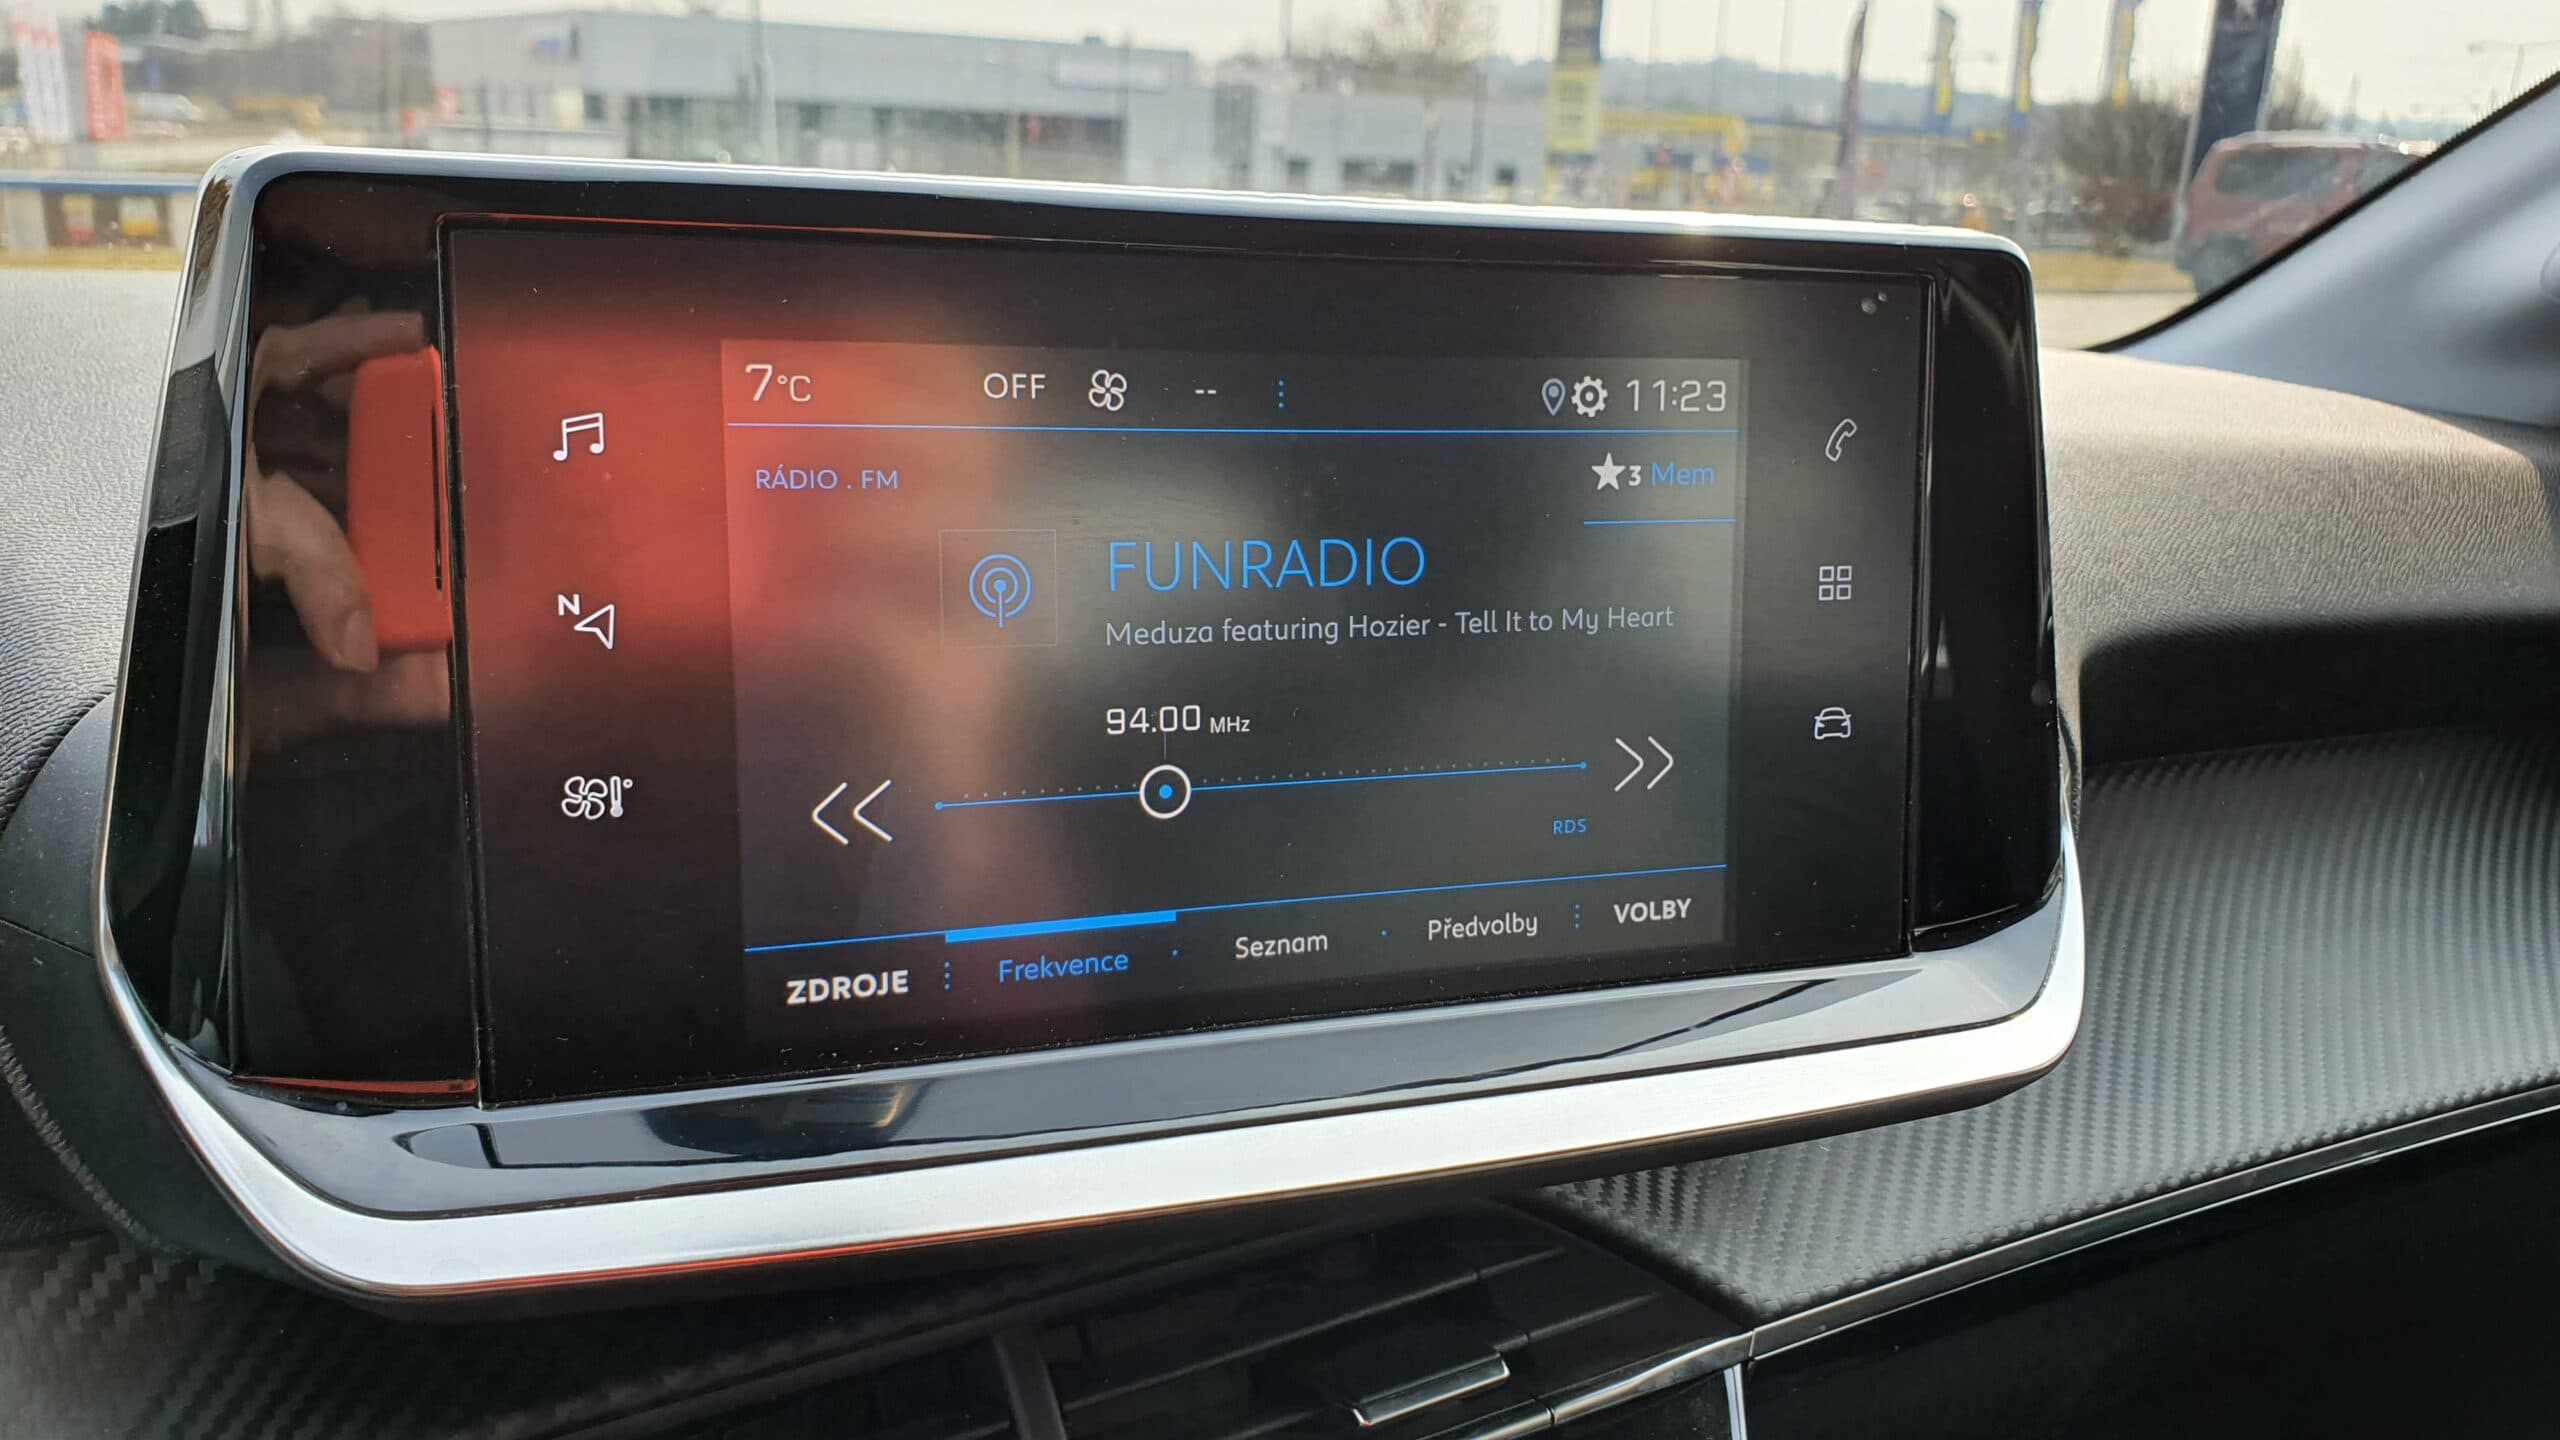 7°C OFF -- 11:23
RÁDIO . FM
3 Mem
FUNRADIO
Meduza featuring Hozier - Tell It to My Heart
N
94.00 MHz
RDS
ZDROJE Frekvence Seznam Předvolby VOLBY